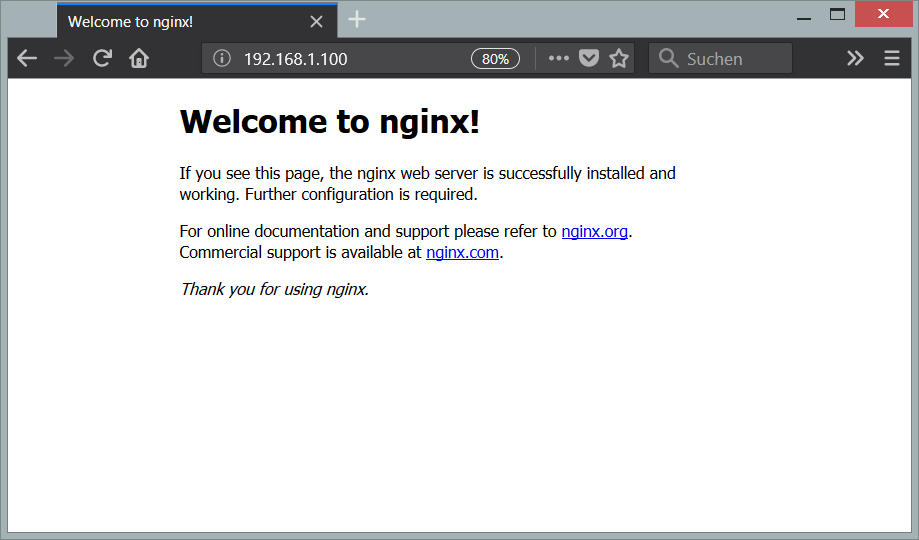 Welcome to nginx!
192.168.1.100
80%
Suchen
Welcome to nginx!
If you see this page, the nginx web server is successfully installed and
working. Further configuration is required.
For online documentation and support please refer to nginx.org.
Commercial support is available at nginx.com.
Thank you for using nginx.